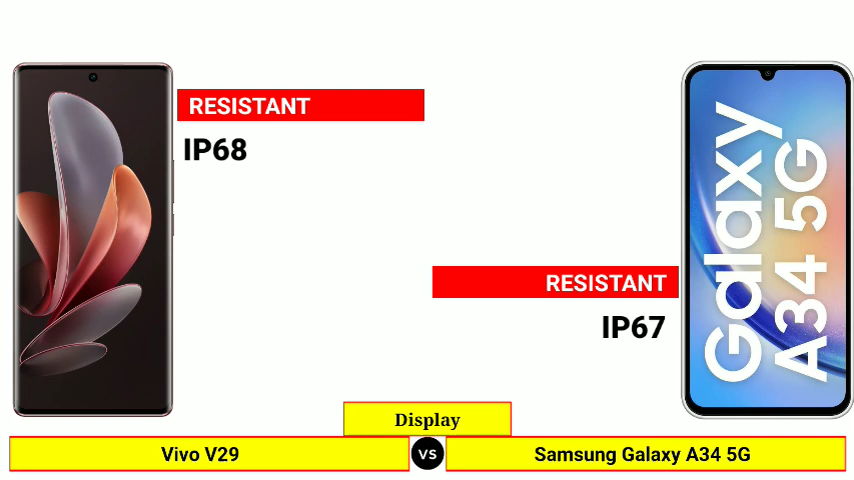 RESISTANT
IP68
Galaxy
A34 5G
RESISTANT
IP67
Display
Vivo V29
VS
Samsung Galaxy A34 5G